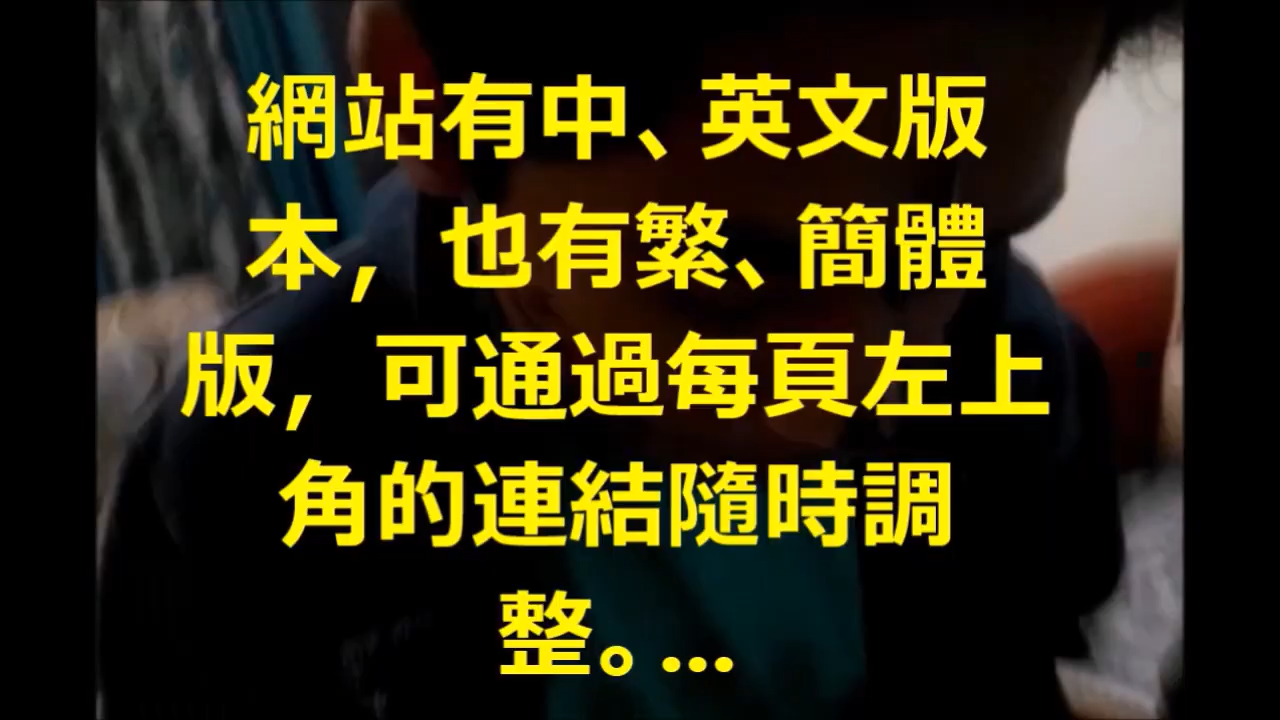 網站有中、英文版
本，也有繁、簡體
版，可通過每頁左上
角的連結隨時調
整。...